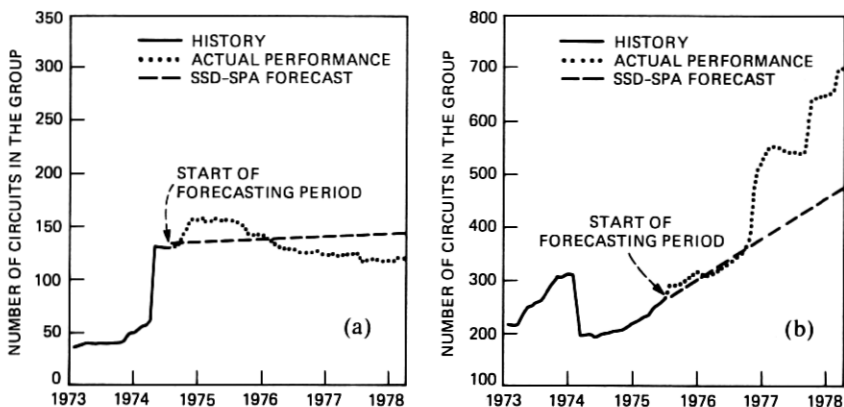 350
300
250
200
150
100
50
0
NUMBER OF CIRCUITS IN THE GROUP
HISTORY
ACTUAL PERFORMANCE
SSD-SPA FORECAST
START OF
FORECASTING PERIOD
(a)
1973 1974 1975 1976 1977 1978
800
700
600
500
400
300
200
100
NUMBER OF CIRCUITS IN THE GROUP
HISTORY
ACTUAL PERFORMANCE
SSD-SPA FORECAST
START OF
FORECASTING PERIOD
(b)
1973 1974 1975 1976 1977 1978